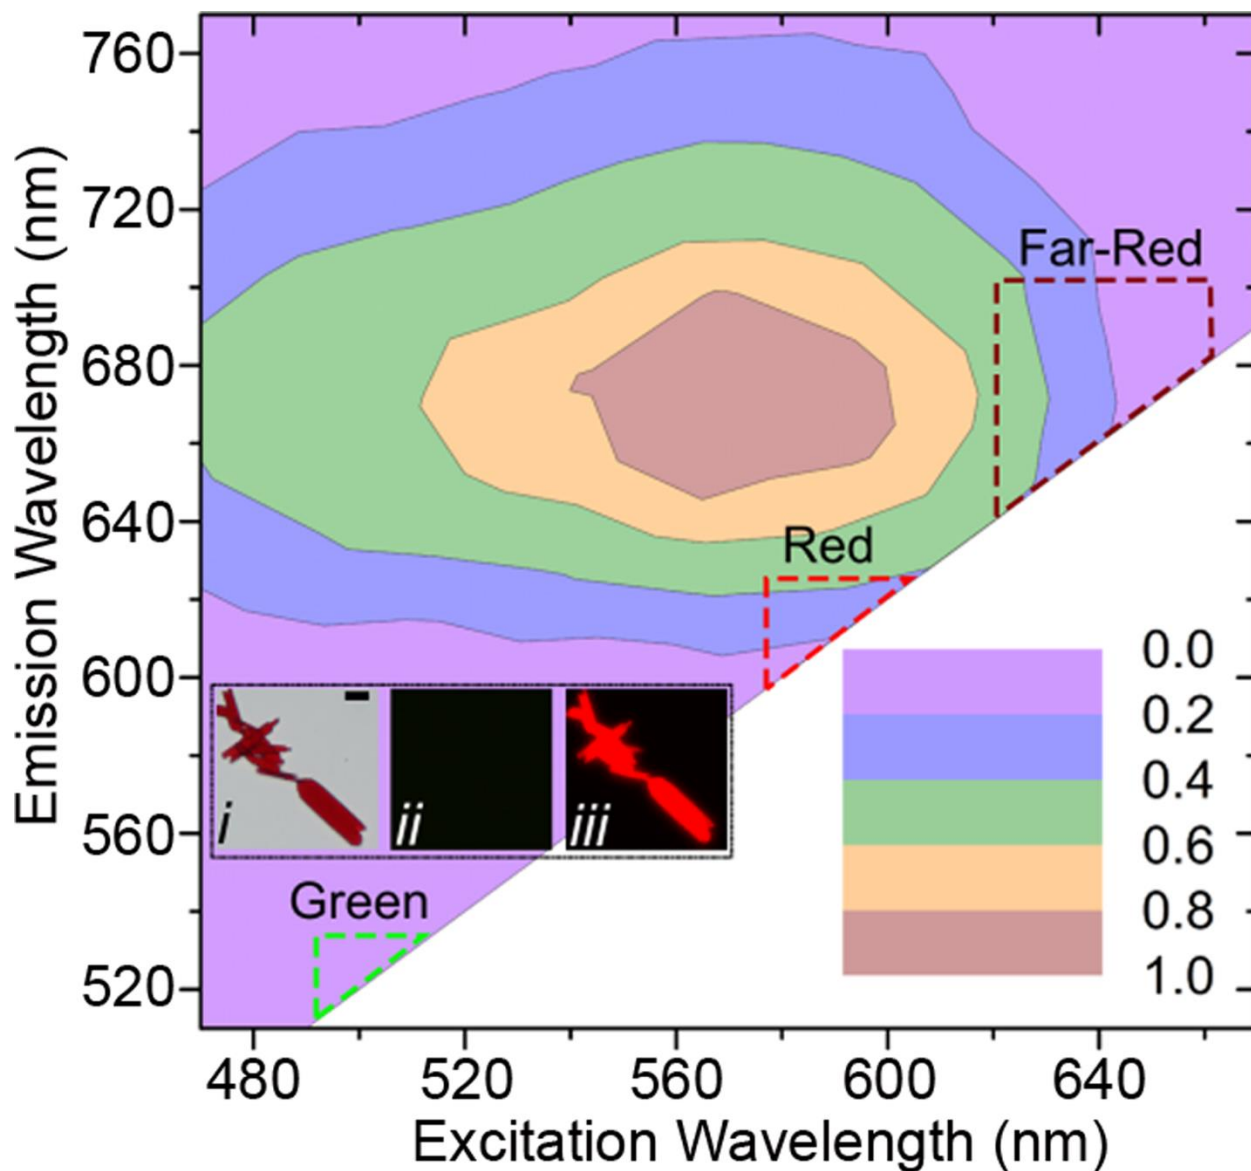 760
720
680
640
600
560
520
Emission Wavelength (nm)
Far-Red
Red
Green
i
ii
iii
0.0
0.2
0.4
0.6
0.8
1.0
480
520
560
600
640
Excitation Wavelength (nm)